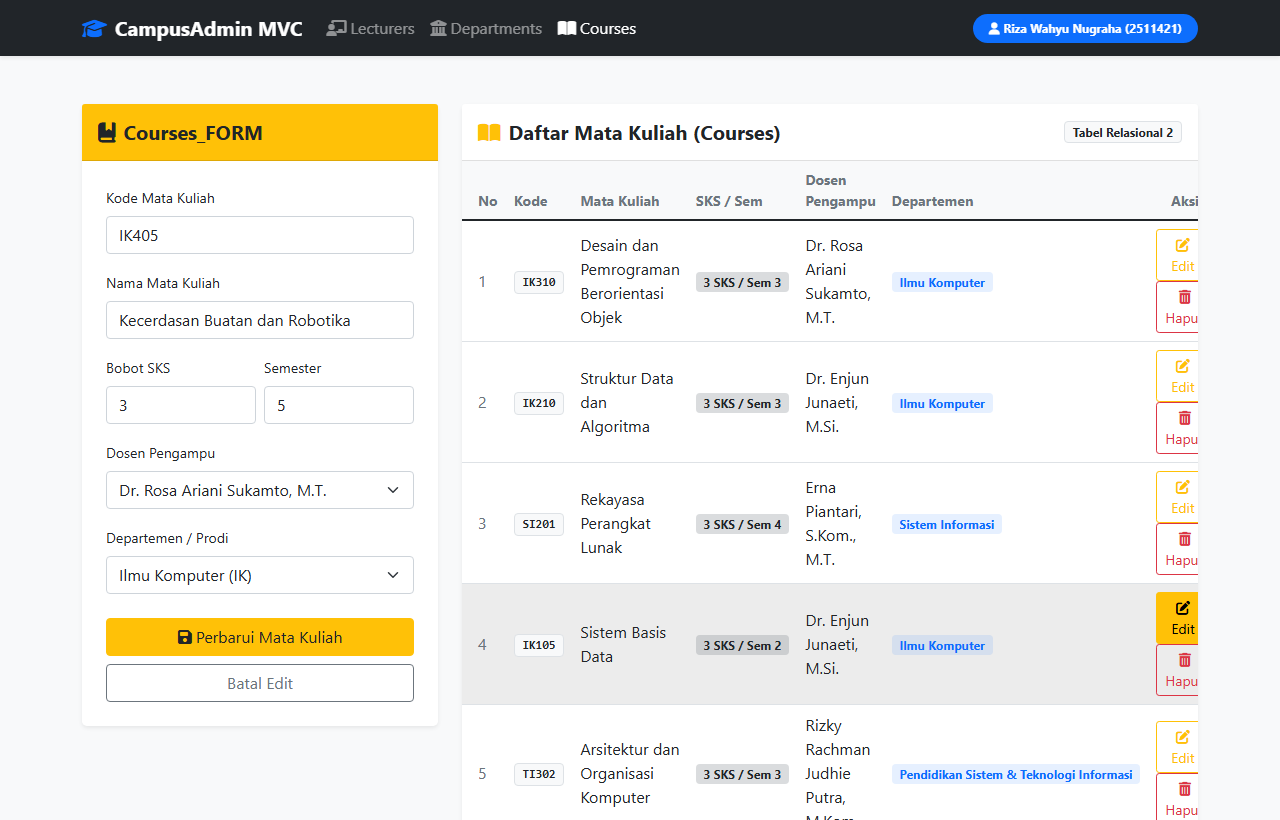 CampusAdmin MVC
Lecturers
Departments
Courses
Riza Wahyu Nugraha (2511421)
Courses_FORM
Kode Mata Kuliah
IK405
Nama Mata Kuliah
Kecerdasan Buatan dan Robotika
Bobot SKS
Semester
3
5
Dosen Pengampu
Dr. Rosa Ariani Sukamto, M.T.
Departemen / Prodi
Ilmu Komputer (IK)
Perbarui Mata Kuliah
Batal Edit
Daftar Mata Kuliah (Courses)
Tabel Relasional 2
No
Kode
Mata Kuliah
SKS / Sem
Dosen
Pengampu
Departemen
Aksi
1
IK310
Desain dan
Pemrograman
Berorientasi
Objek
3 SKS / Sem 3
Dr. Rosa
Ariani
Sukamto,
M.T.
Ilmu Komputer
Edit
Hapu
2
IK210
Struktur Data
dan
Algoritma
3 SKS / Sem 3
Dr. Enjun
Junaeti,
M.Si.
Ilmu Komputer
Edit
Hapu
3
SI201
Rekayasa
Perangkat
Lunak
3 SKS / Sem 4
Erna
Piantari,
S.Kom.,
M.T.
Sistem Informasi
Edit
Hapu
4
IK105
Sistem Basis
Data
3 SKS / Sem 2
Dr. Enjun
Junaeti,
M.Si.
Ilmu Komputer
Edit
Hapu
5
TI302
Arsitektur dan
Organisasi
Komputer
3 SKS / Sem 3
Rizky
Rachman
Judhie
Putra,
M.Kom
Pendidikan Sistem & Teknologi Informasi
Edit
Hapu